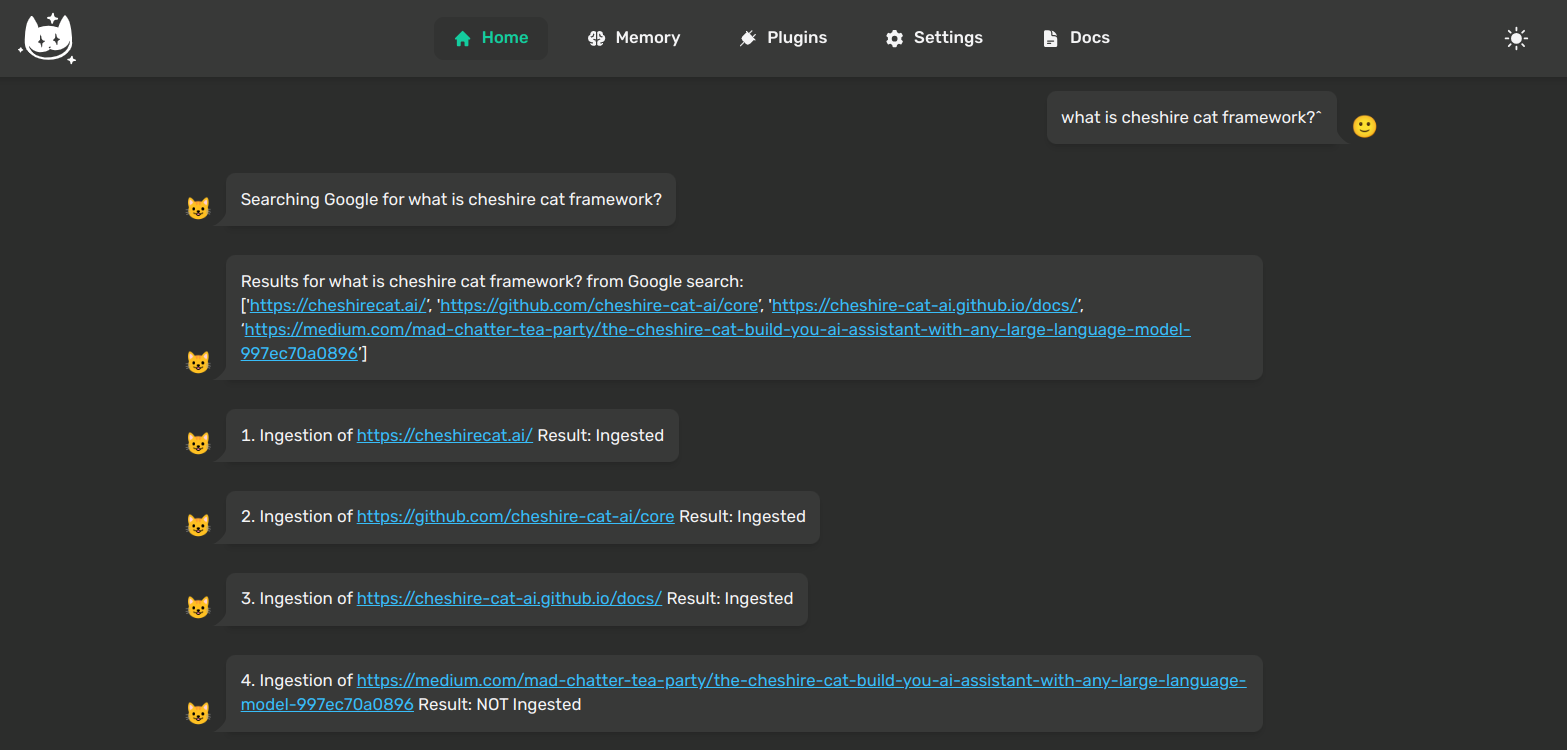 Home Memory Plugins Settings Docs
what is cheshire cat framework?^
Searching Google for what is cheshire cat framework?
Results for what is cheshire cat framework? from Google search:
['https://cheshirecat.ai/’, 'https://github.com/cheshire-cat-ai/core’, 'https://cheshire-cat-ai.github.io/docs/’,
‘https://medium.com/mad-chatter-tea-party/the-cheshire-cat-build-you-ai-assistant-with-any-large-language-model-
997ec70a0896’]
1. Ingestion of https://cheshirecat.ai/ Result: Ingested
2. Ingestion of https://github.com/cheshire-cat-ai/core Result: Ingested
3. Ingestion of https://cheshire-cat-ai.github.io/docs/ Result: Ingested
4. Ingestion of https://medium.com/mad-chatter-tea-party/the-cheshire-cat-build-you-ai-assistant-with-any-large-language-
model-997ec70a0896 Result: NOT Ingested